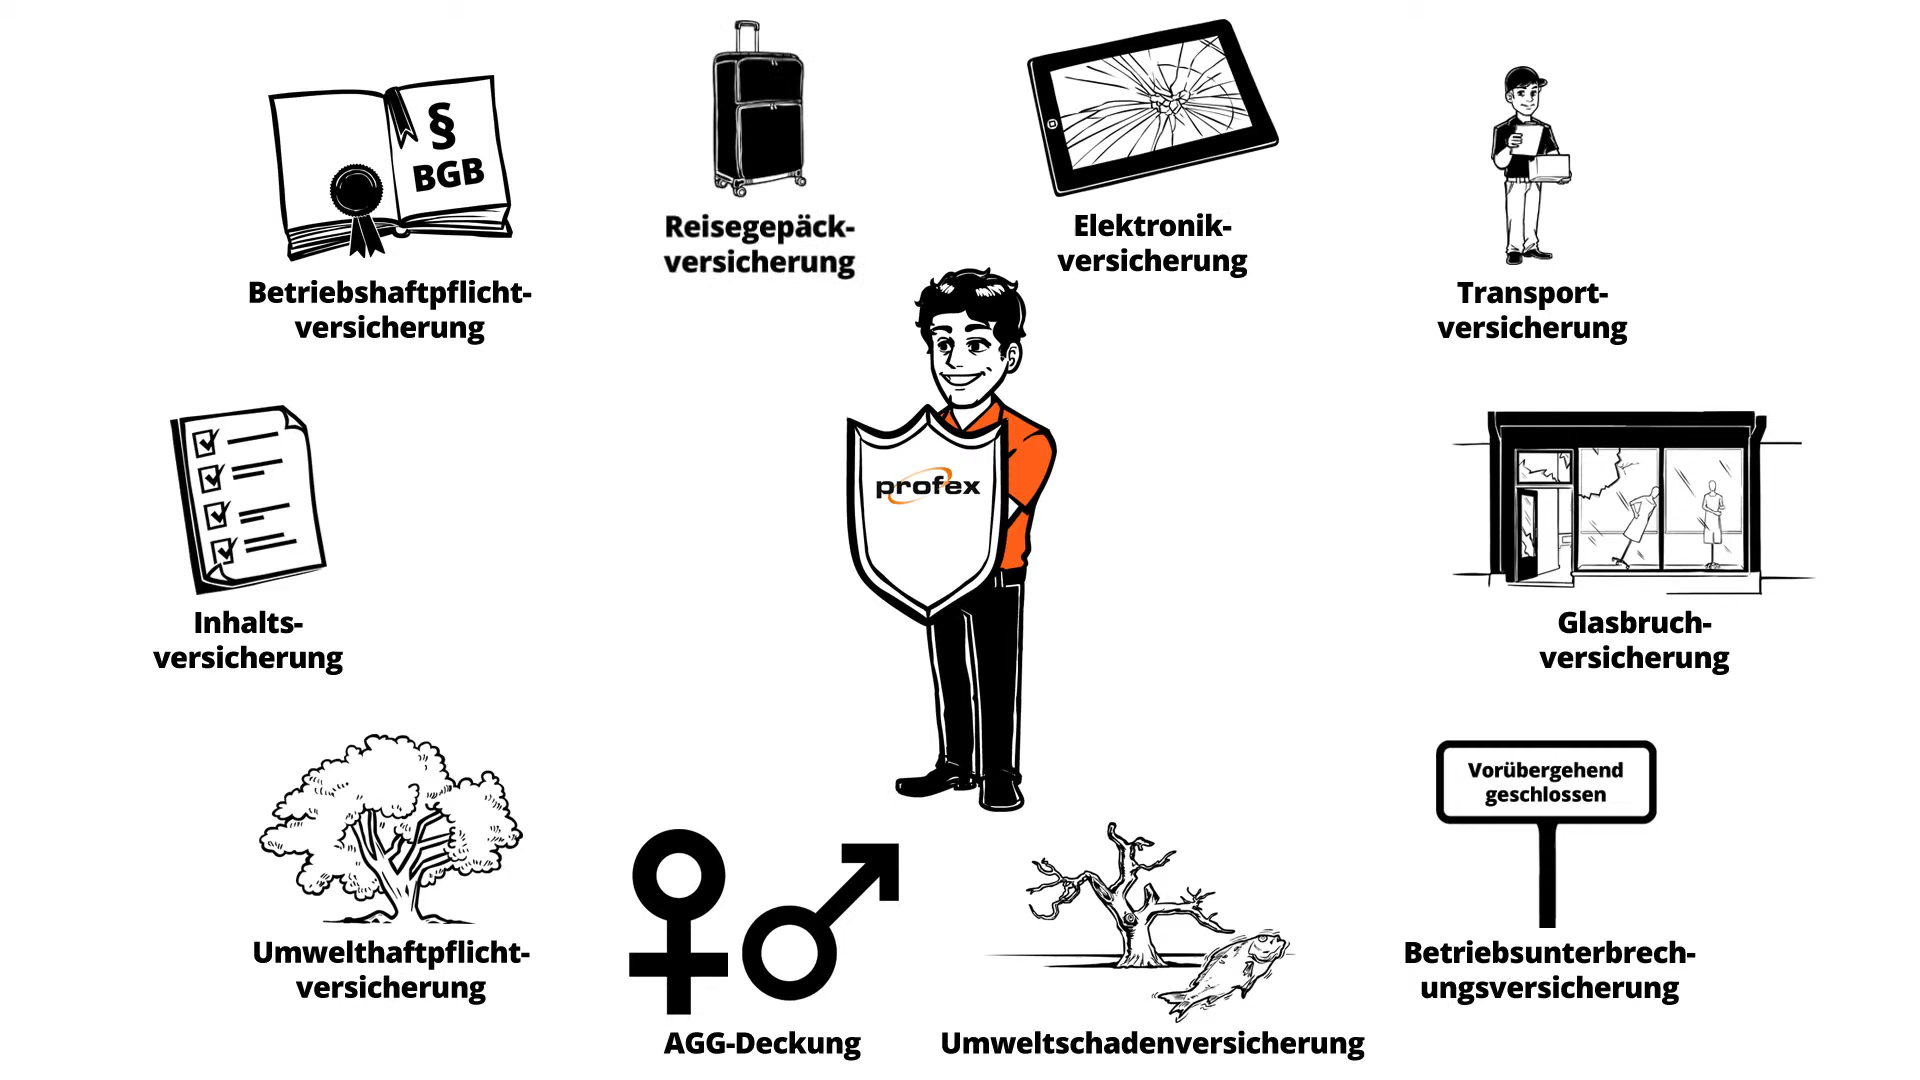 §
BGB
Betriebshaftpflicht-
versicherung
Reisegepäck-
versicherung
Elektronik-
versicherung
Transport-
versicherung
Inhalts-
versicherung
profex
Glasbruch-
versicherung
Umwelthaftpflicht-
versicherung
AGG-Deckung
Umweltschadenversicherung
Vorübergehend
geschlossen
Betriebsunterbrech-
ungsversicherung